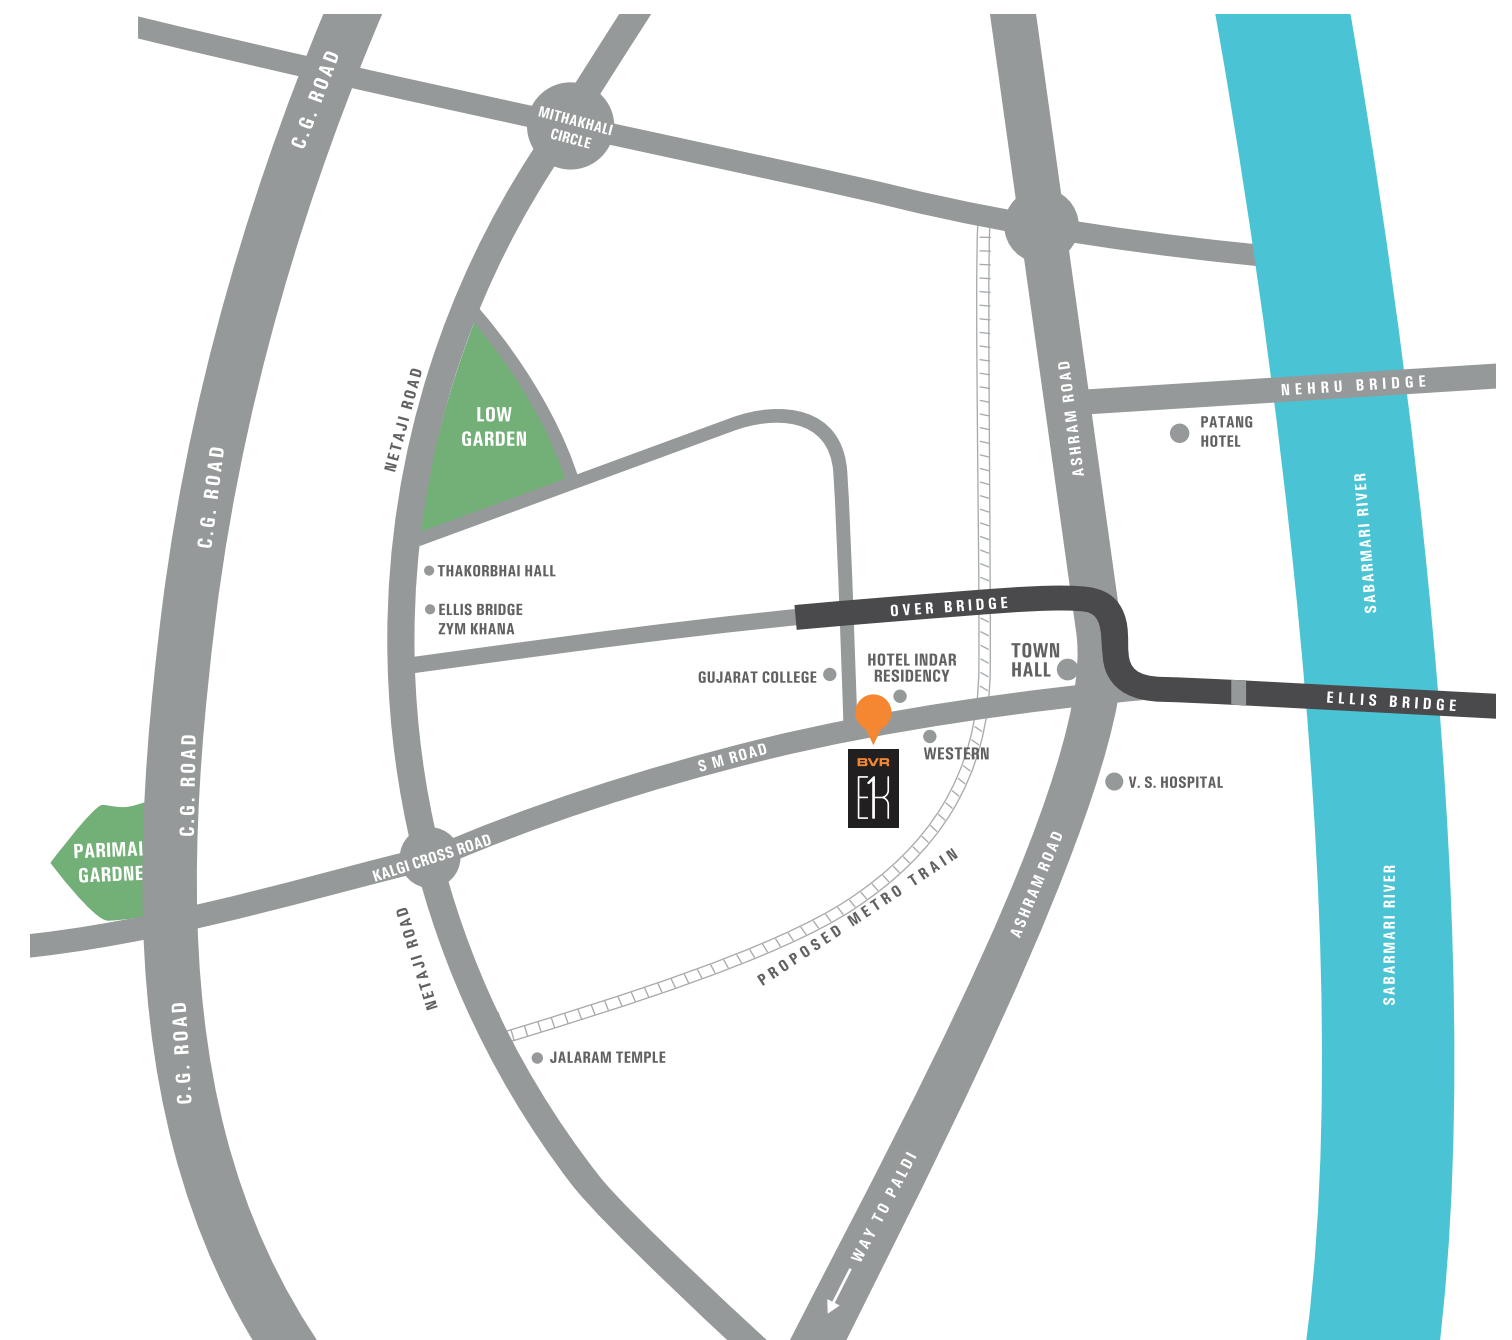 C.G. ROAD
MITHAKHALI
CIRCLE
NETAJI ROAD
LOW
GARDEN
ASHRAM ROAD
NEHRU BRIDGE
PATANG
HOTEL
C.G. ROAD
SABARMARI RIVER
THAKORBHAI HALL
ELLIS BRIDGE
ZYM KHANA
OVER BRIDGE
GUJARAT COLLEGE
HOTEL INDAR
RESIDENCY
TOWN
HALL
ELLIS BRIDGE
S M ROAD
WESTERN
BVR
EK
V. S. HOSPITAL
C.G. ROAD
PARIMAL
GARDNE
KALGI CROSS ROAD
PROPOSED METRO TRAIN
ASHRAM ROAD
SABARMARI RIVER
NETAJI ROAD
C.G. ROAD
JALARAM TEMPLE
WAY TO PALDI